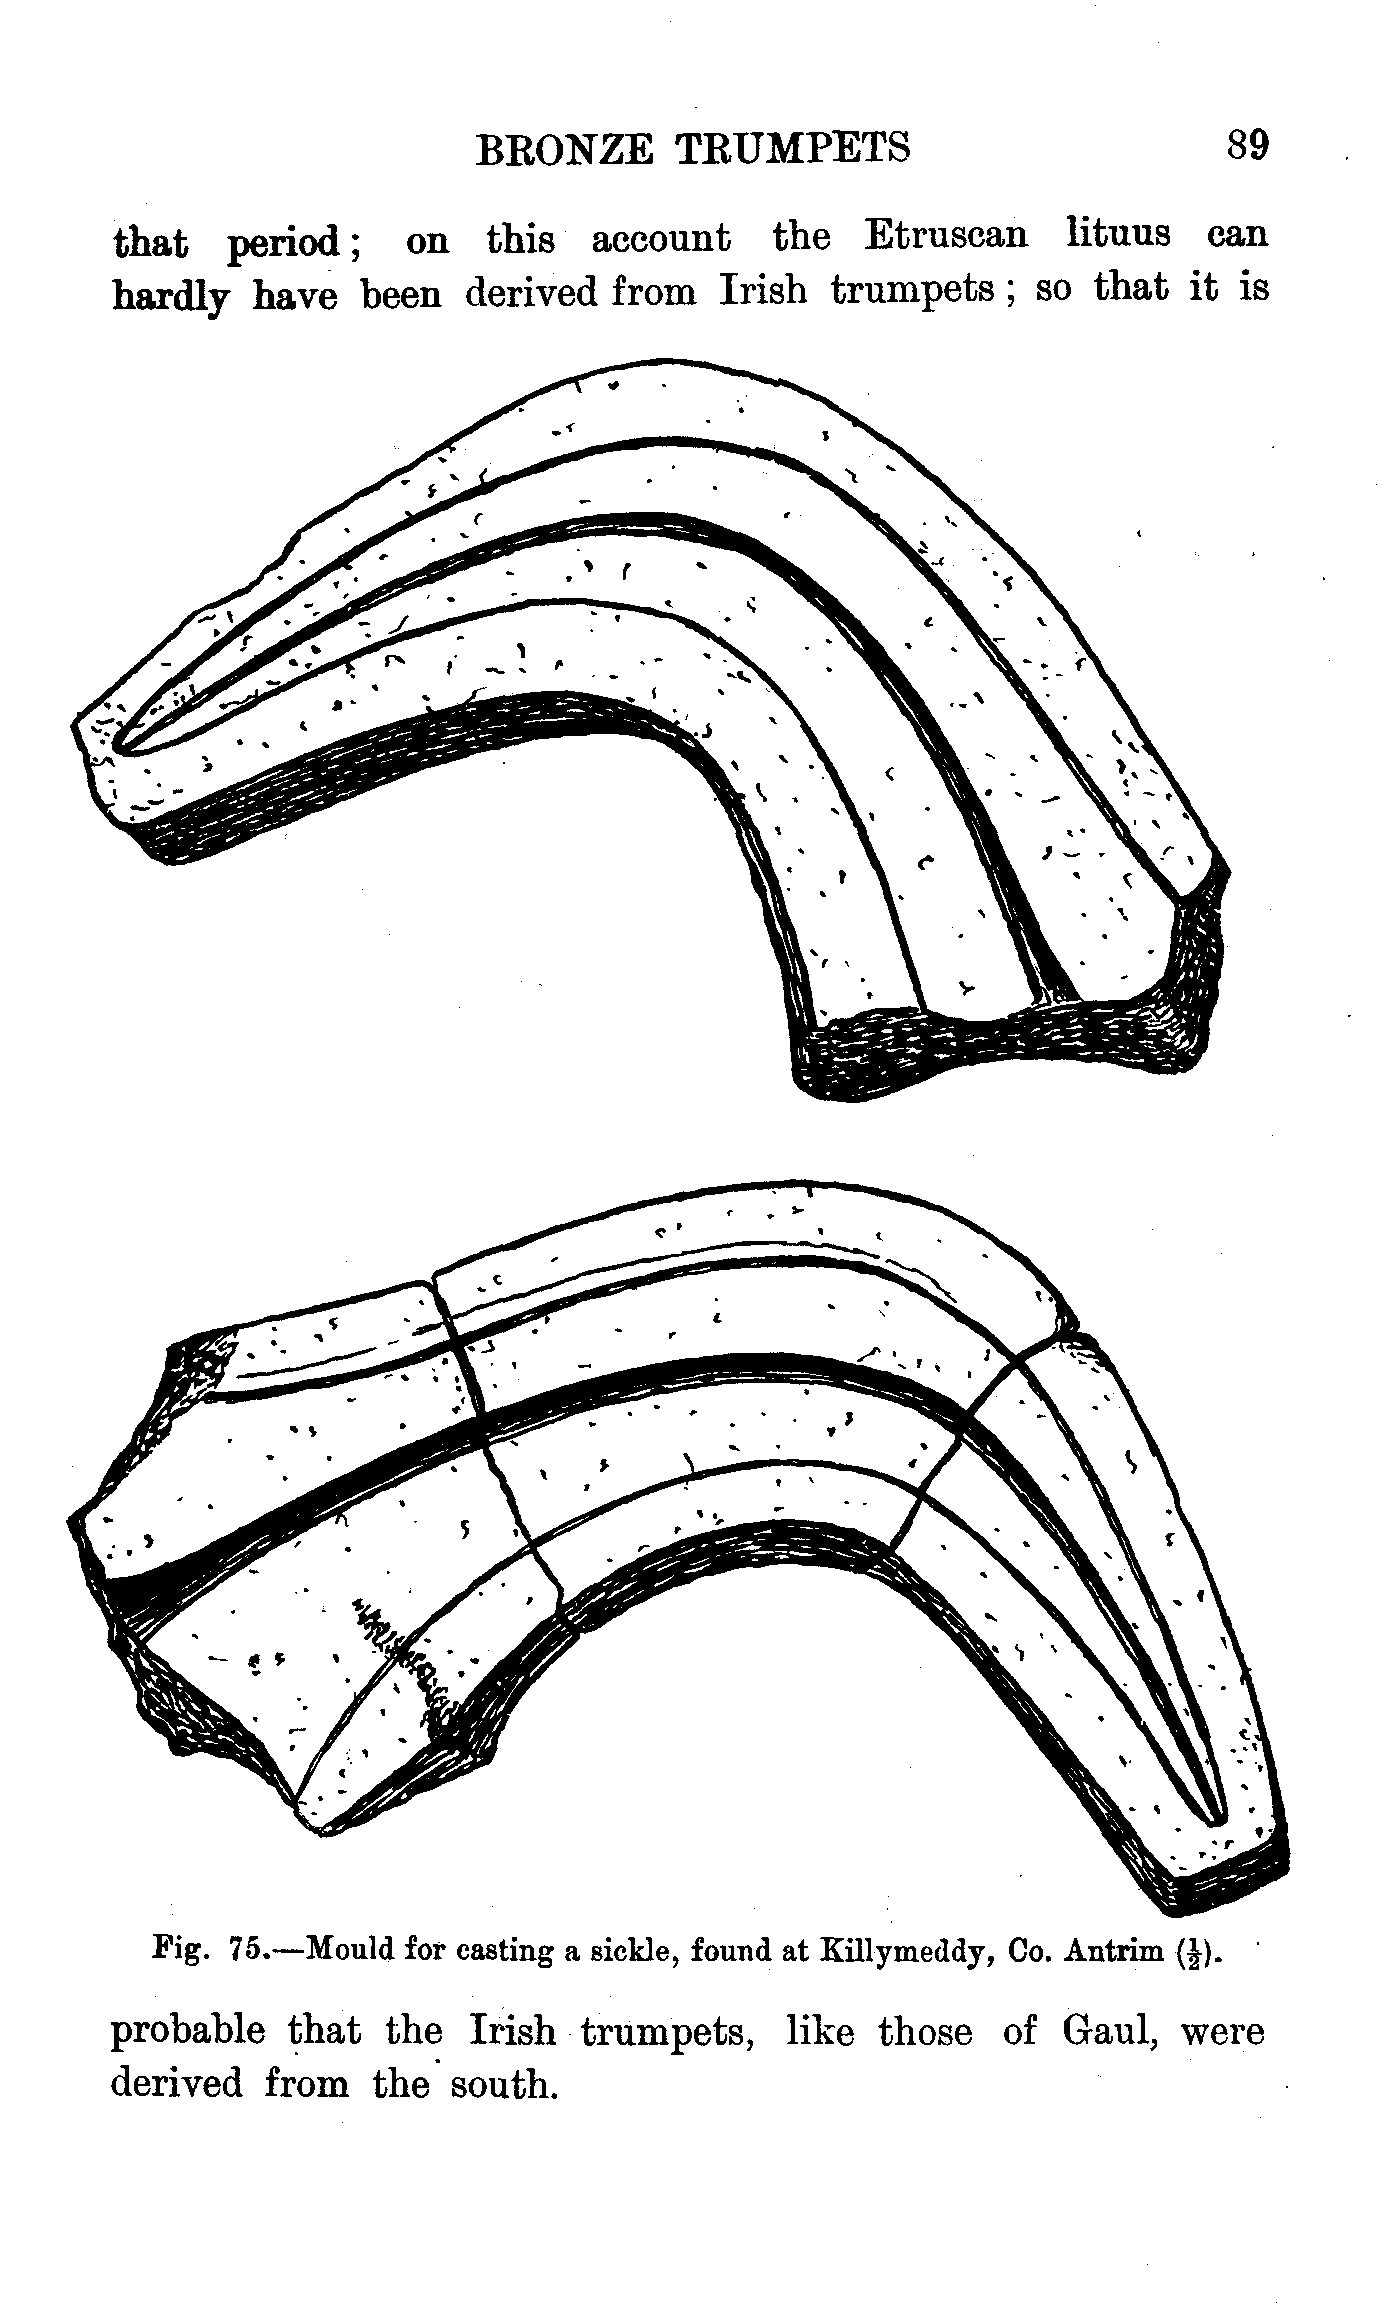 BRONZE TRUMPETS 89
that period; on this account the Etruscan lituus can
hardly have been derived from Irish trumpets; so that it is
Fig. 75.—Mould for casting a sickle, found at Killymeddy, Co. Antrim (½).
probable that the Irish trumpets, like those of Gaul, were
derived from the south.